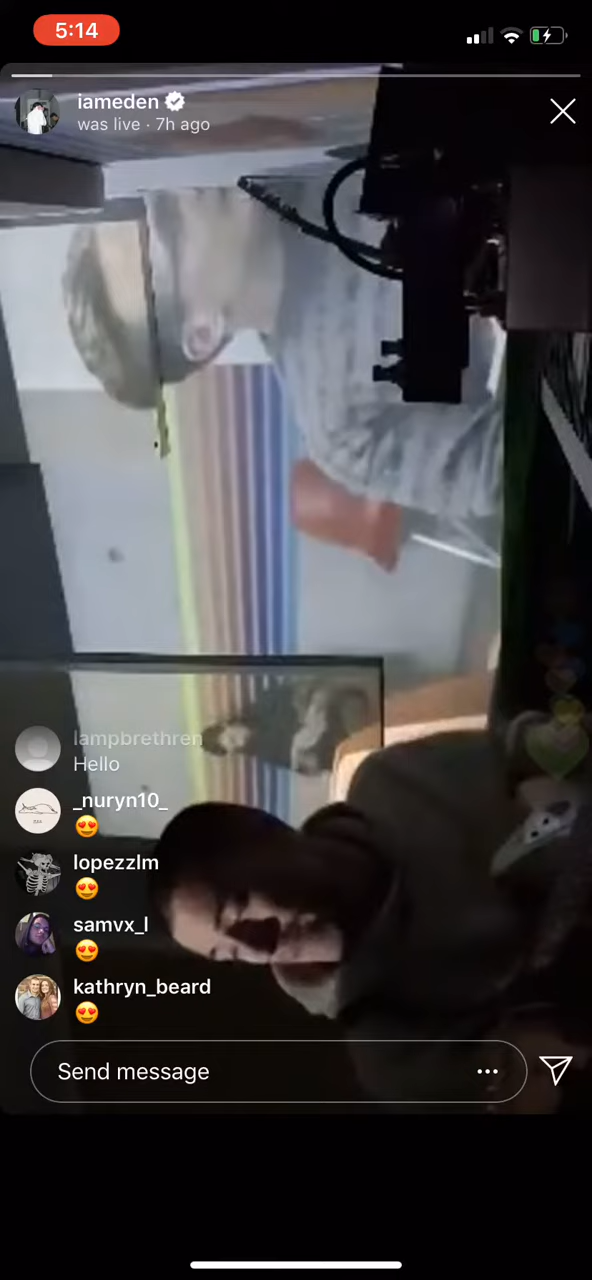 5:14
iameden
was live · 7h ago
lampbrethren
Hello
_nuryn10_
😍
lopezzlm
😍
samvx_l
😍
kathryn_beard
😍
Send message